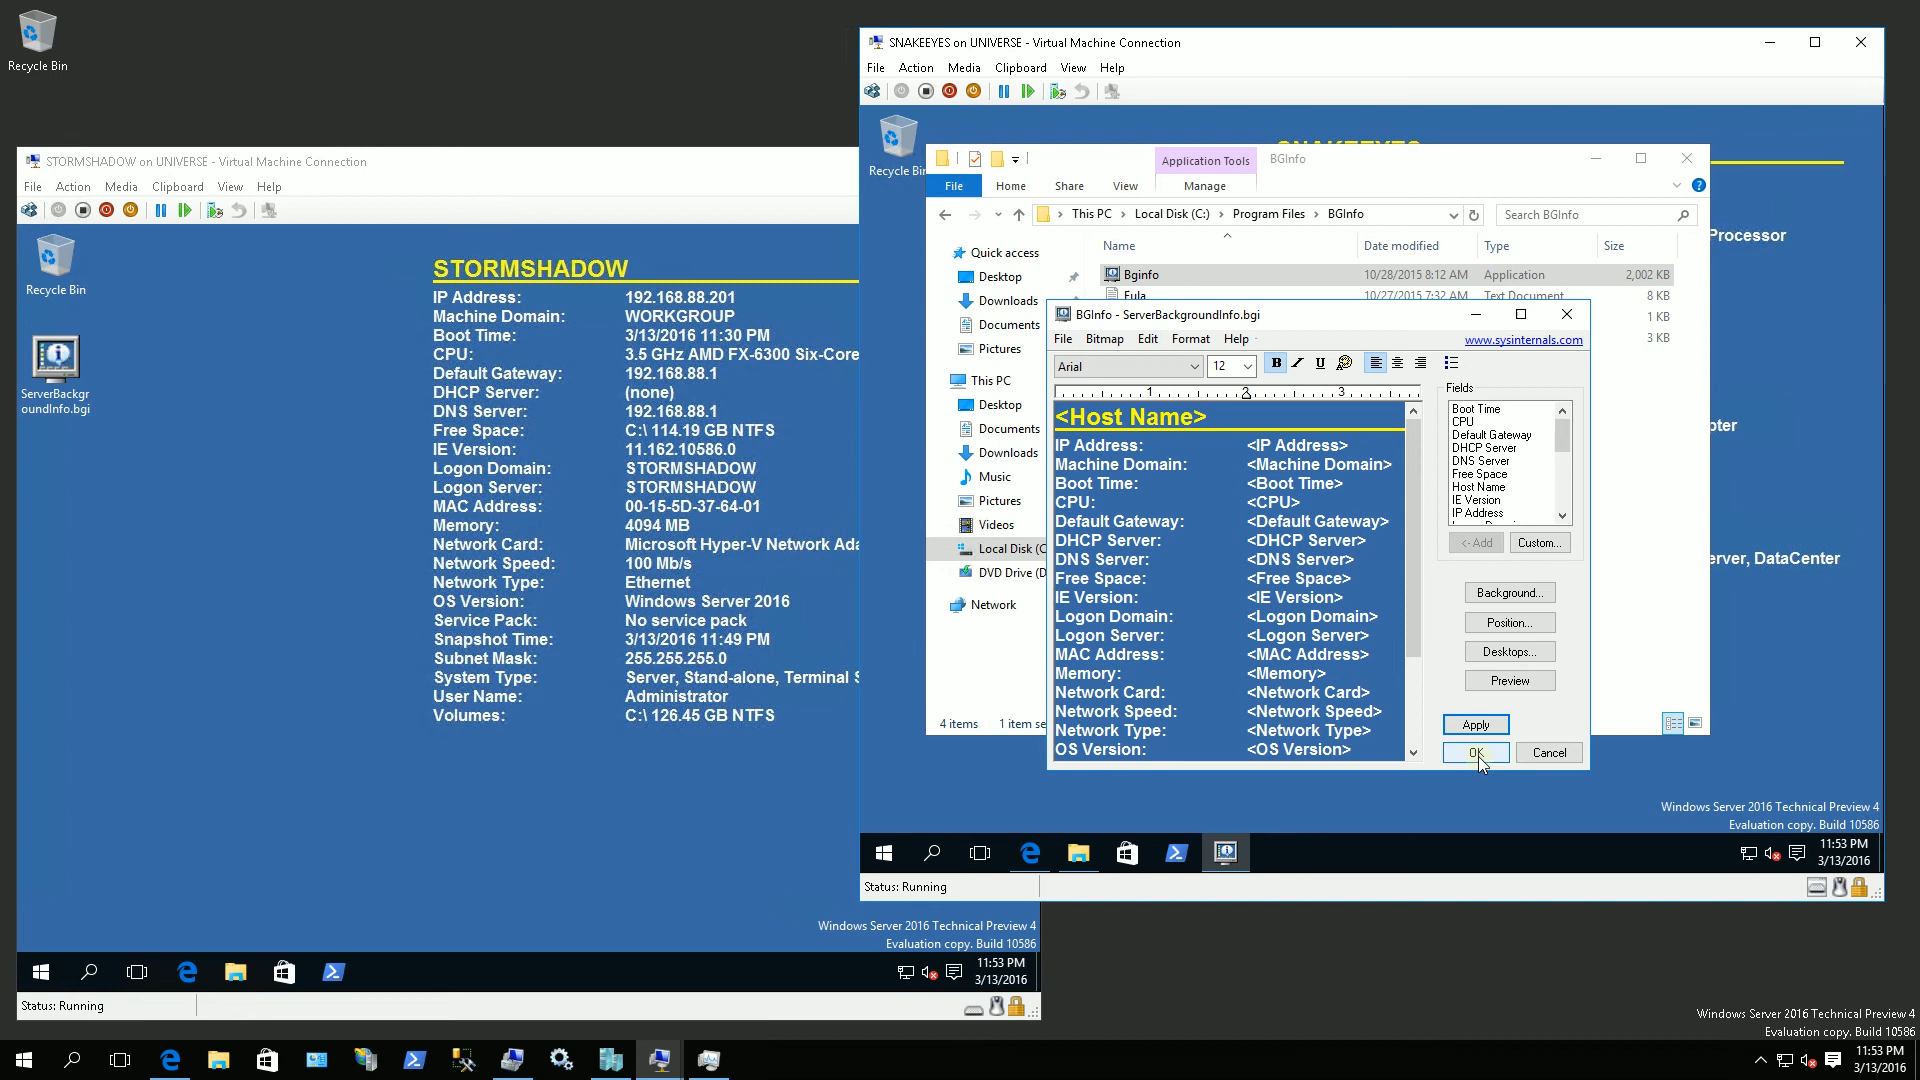 Recycle Bin
STORMSHADOW on UNIVERSE - Virtual Machine Connection
File Action Media Clipboard View Help
Recycle Bin
ServerBackgr
oundInfo.bgi
STORMSHADOW
IP Address: 192.168.88.201
Machine Domain: WORKGROUP
Boot Time: 3/13/2016 11:30 PM
CPU: 3.5 GHz AMD FX-6300 Six-Core
Default Gateway: 192.168.88.1
DHCP Server: (none)
DNS Server: 192.168.88.1
Free Space: C:\ 114.19 GB NTFS
IE Version: 11.162.10586.0
Logon Domain: STORMSHADOW
Logon Server: STORMSHADOW
MAC Address: 00-15-5D-37-64-01
Memory: 4094 MB
Network Card: Microsoft Hyper-V Network Ada
Network Speed: 100 Mb/s
Network Type: Ethernet
OS Version: Windows Server 2016
Service Pack: No service pack
Snapshot Time: 3/13/2016 11:49 PM
Subnet Mask: 255.255.255.0
System Type: Server, Stand-alone, Terminal S
User Name: Administrator
Volumes: C:\ 126.45 GB NTFS
Windows Server 2016 Technical Preview 4
Evaluation copy. Build 10586
11:53 PM
3/13/2016
Status: Running
SNAKEEYES on UNIVERSE - Virtual Machine Connection
File Action Media Clipboard View Help
Recycle Bin
Processor
pter
erver, DataCenter
Application Tools BGInfo
File Home Share View Manage
This PC Local Disk (C:) Program Files BGInfo
Search BGInfo
Quick access
Desktop
Downloads
Documents
Pictures
This PC
Desktop
Documents
Downloads
Music
Pictures
Videos
Local Disk (C
DVD Drive (D
Network
Name Date modified Type Size
Bginfo 10/28/2015 8:12 AM Application 2,002 KB
Eula 10/27/2015 7:32 AM Text Document 8 KB
1 KB
3 KB
4 items 1 item se
BGInfo - ServerBackgroundInfo.bgi
File Bitmap Edit Format Help www.sysinternals.com
Arial 12 B I U
1 2 3
<Host Name>
IP Address: <IP Address>
Machine Domain: <Machine Domain>
Boot Time: <Boot Time>
CPU: <CPU>
Default Gateway: <Default Gateway>
DHCP Server: <DHCP Server>
DNS Server: <DNS Server>
Free Space: <Free Space>
IE Version: <IE Version>
Logon Domain: <Logon Domain>
Logon Server: <Logon Server>
MAC Address: <MAC Address>
Memory: <Memory>
Network Card: <Network Card>
Network Speed: <Network Speed>
Network Type: <Network Type>
OS Version: <OS Version>
Fields
Boot Time
CPU
Default Gateway
DHCP Server
DNS Server
Free Space
Host Name
IE Version
IP Address
<- Add Custom...
Background...
Position...
Desktops...
Preview
Apply
OK Cancel
Windows Server 2016 Technical Preview 4
Evaluation copy. Build 10586
11:53 PM
3/13/2016
Status: Running
Windows Server 2016 Technical Preview 4
Evaluation copy. Build 10586
11:53 PM
3/13/2016